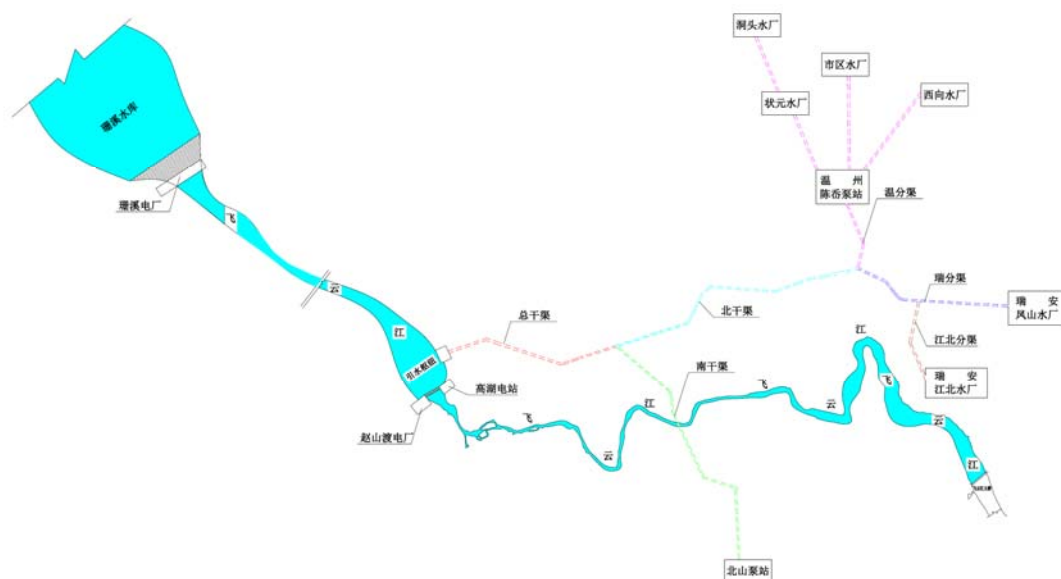 洞头水厂
市区水厂
状元水厂
西向水厂
珊溪水库
温 州
陈岙泵站
珊溪电厂
温分渠
飞
云
江
引水枢纽
总干渠
北干渠
瑞分渠
瑞 安
凤山水厂
江北分渠
瑞 安
江北水厂
高湖电站
赵山渡电厂
南干渠
飞
云
江
飞
云
江
飞
云
江
北山泵站